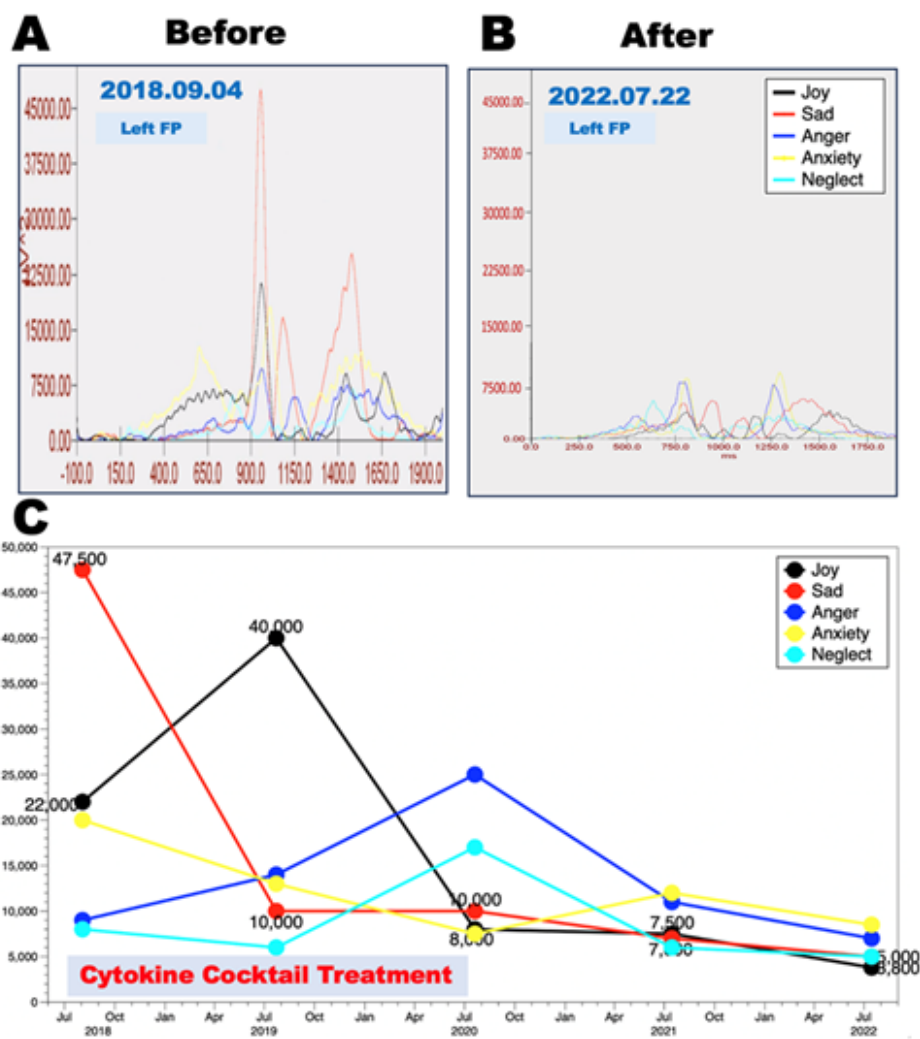 A Before
2018.09.04
Left FP
45000.00
37500.00
30000.00
22500.00
15000.00
7500.00
0.00
-100.0 150.0 400.0 650.0 900.0 1150.0 1400.0 1650.0 1900.0
B After
2022.07.22
Left FP
Joy
Sad
Anger
Anxiety
Neglect
45000.00
37500.00
30000.00
22500.00
15000.00
7500.00
0.00
0.0 250.0 500.0 750.0 1000.0 1250.0 1500.0 1750.0
ms
C
50,000
45,000
40,000
35,000
30,000
25,000
20,000
15,000
10,000
5,000
0
47,500
40,000
22,000
10,000
10,000
8,000
7,500
5,000
3,800
Joy
Sad
Anger
Anxiety
Neglect
Cytokine Cocktail Treatment
Jul Oct Jan Apr Jul Oct Jan Apr Jul Oct Jan Apr Jul Oct Jan Apr Jul
2018 2019 2020 2021 2022